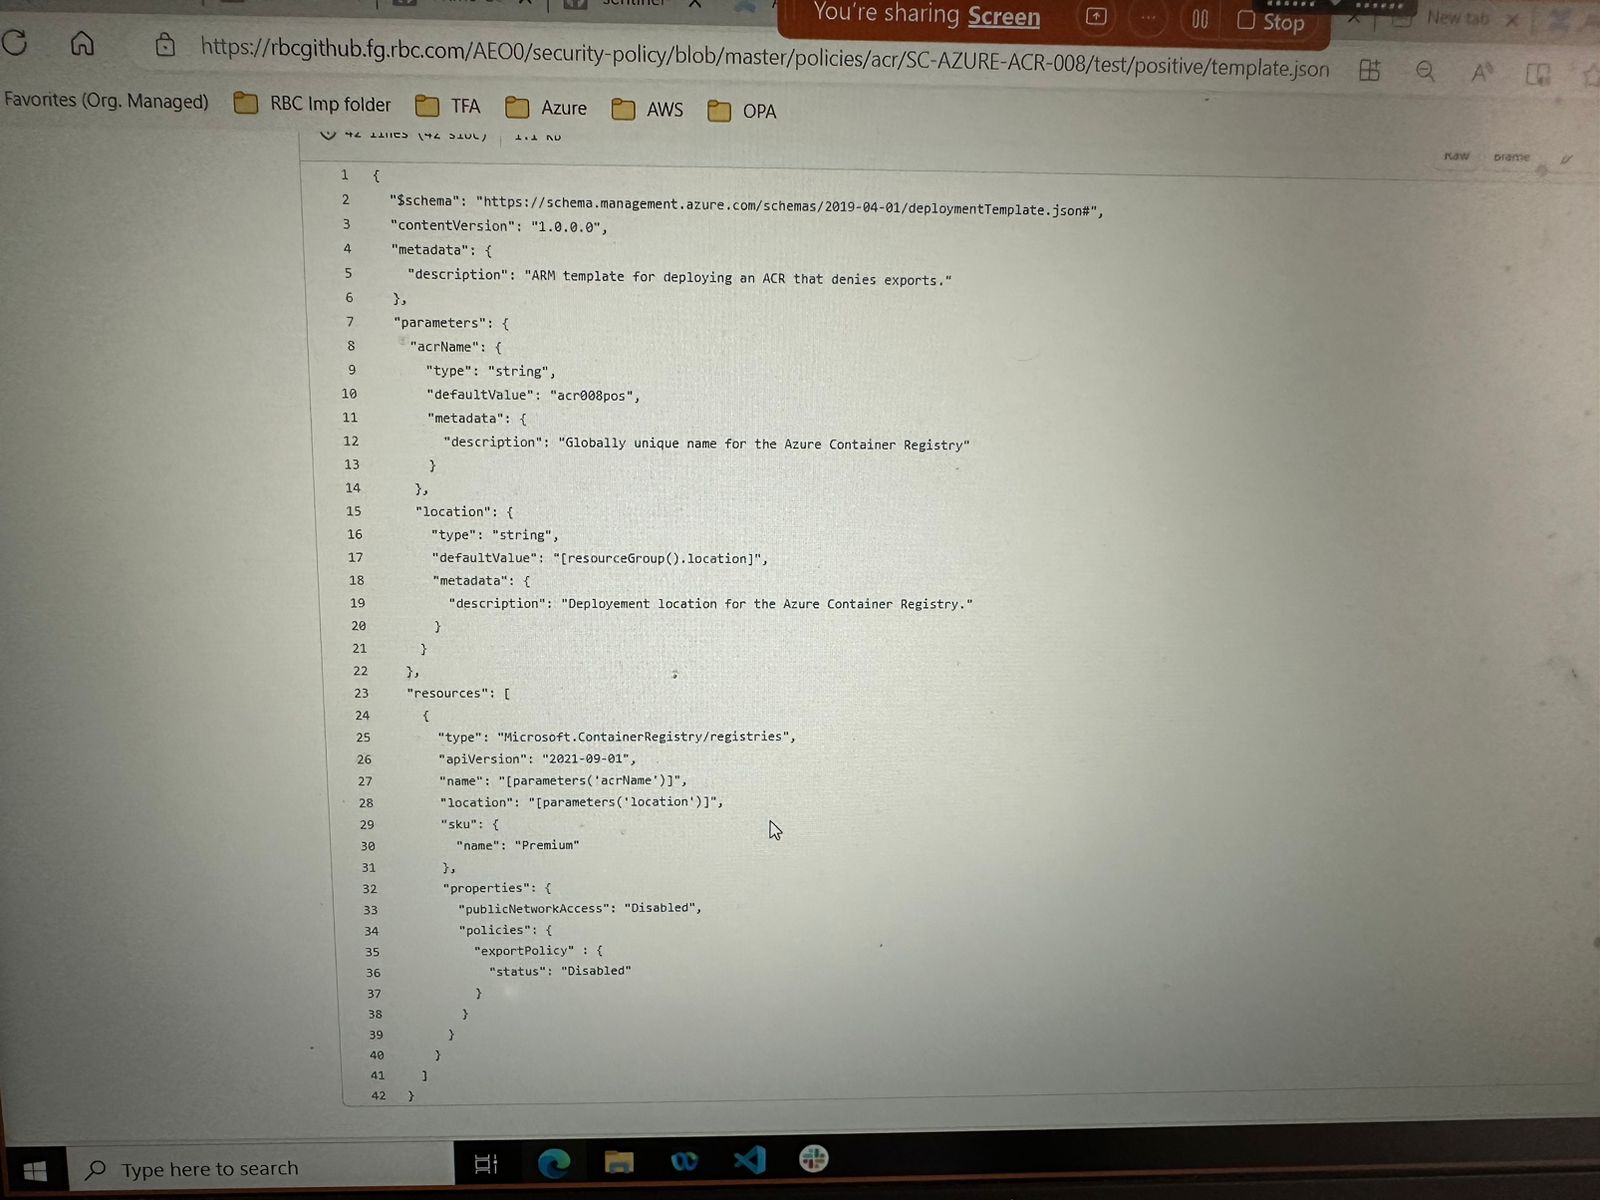 You're sharing Screen
Stop
New tab
https://rbcgithub.fg.rbc.com/AEO0/security-policy/blob/master/policies/acr/SC-AZURE-ACR-008/test/positive/template.json
Favorites (Org. Managed) RBC Imp folder TFA Azure AWS OPA
Raw
1 {
2 "$schema": "https://schema.management.azure.com/schemas/2019-04-01/deploymentTemplate.json#",
3 "contentVersion": "1.0.0.0",
4 "metadata": {
5 "description": "ARM template for deploying an ACR that denies exports."
6 },
7 "parameters": {
8 "acrName": {
9 "type": "string",
10 "defaultValue": "acr008pos",
11 "metadata": {
12 "description": "Globally unique name for the Azure Container Registry"
13 }
14 },
15 "location": {
16 "type": "string",
17 "defaultValue": "[resourceGroup().location]",
18 "metadata": {
19 "description": "Deployement location for the Azure Container Registry."
20 }
21 }
22 },
23 "resources": [
24 {
25 "type": "Microsoft.ContainerRegistry/registries",
26 "apiVersion": "2021-09-01",
27 "name": "[parameters('acrName')]",
28 "location": "[parameters('location')]",
29 "sku": {
30 "name": "Premium"
31 },
32 "properties": {
33 "publicNetworkAccess": "Disabled",
34 "policies": {
35 "exportPolicy" : {
36 "status": "Disabled"
37 }
38 }
39 }
40 }
41 ]
42 }
Type here to search